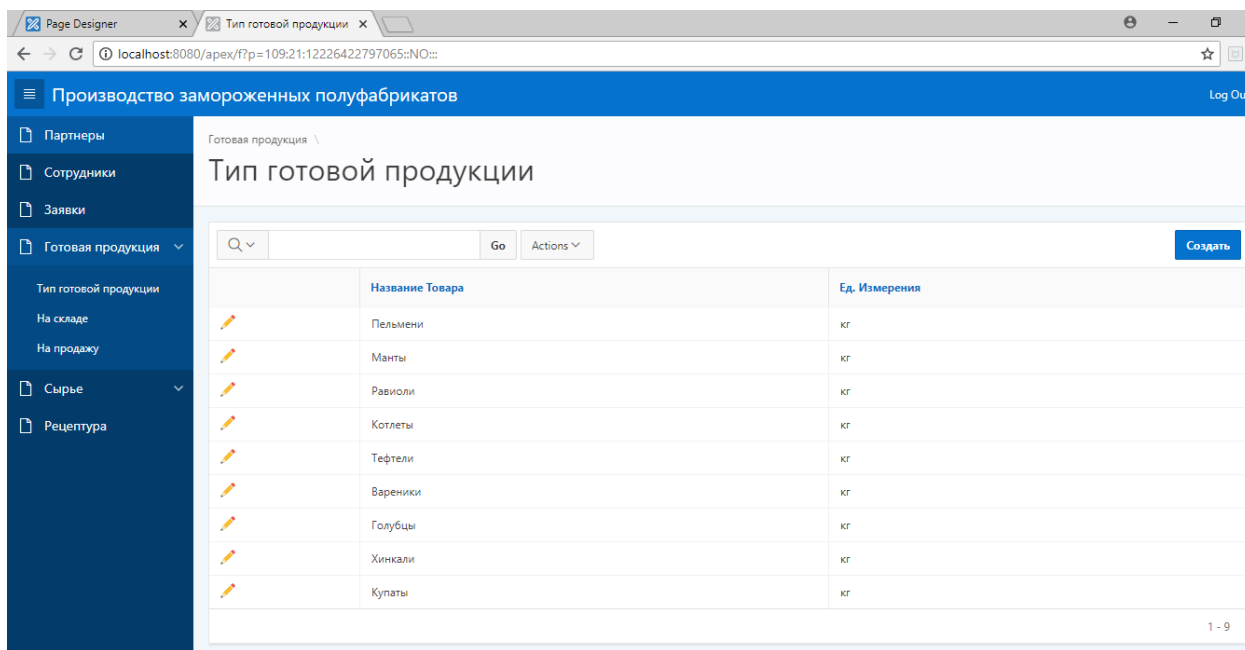 Page Designer
Тип готовой продукции
localhost:8080/apex/f?p=109:21:12226422797065::NO:::
Производство замороженных полуфабрикатов
Log Ou
Партнеры
Сотрудники
Заявки
Готовая продукция
Тип готовой продукции
На складе
На продажу
Сырье
Рецептура
Готовая продукция \
Тип готовой продукции
Go Actions Создать
Название Товара Ед. Измерения
Пельмени кг
Манты кг
Равиоли кг
Котлеты кг
Тефтели кг
Вареники кг
Голубцы кг
Хинкали кг
Купаты кг
1 - 9